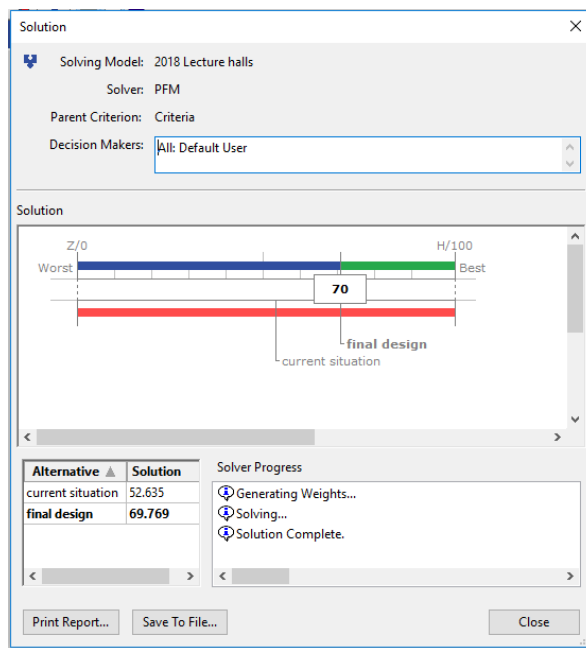 Solution
Solving Model: 2018 Lecture halls
Solver: PFM
Parent Criterion: Criteria
Decision Makers: All: Default User
Solution
Z/0 H/100
Worst Best
70
final design
current situation
Alternative Solution
current situation 52.635
final design 69.769
Solver Progress
Generating Weights...
Solving...
Solution Complete.
Print Report... Save To File... Close